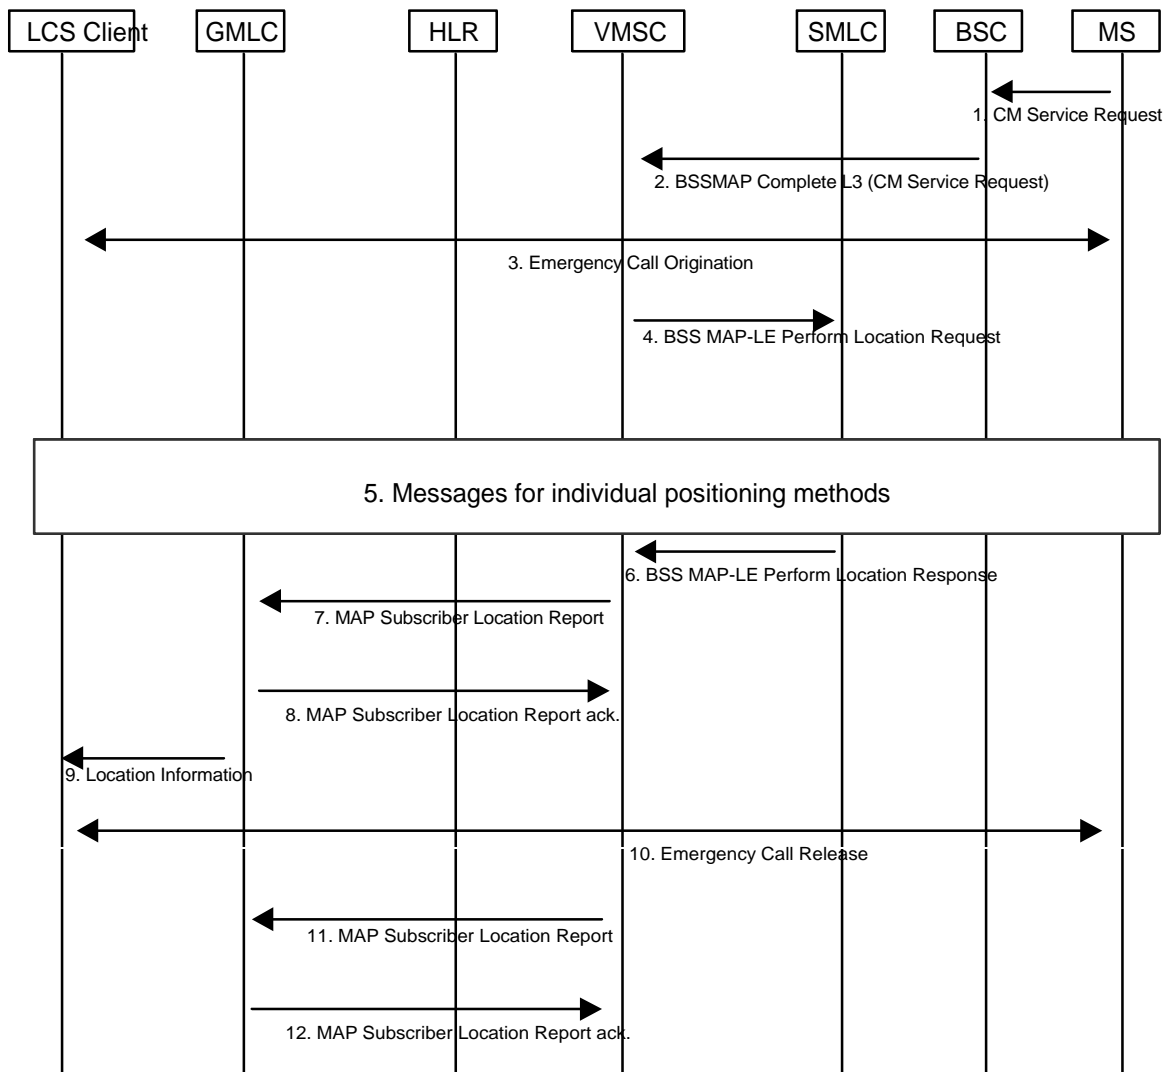 LCS Client
GMLC
HLR
VMSC
SMLC
BSC
MS
1. CM Service Request
2. BSSMAP Complete L3 (CM Service Request)
3. Emergency Call Origination
4. BSS MAP-LE Perform Location Request
5. Messages for individual positioning methods
6. BSS MAP-LE Perform Location Response
7. MAP Subscriber Location Report
8. MAP Subscriber Location Report ack.
9. Location Information
10. Emergency Call Release
11. MAP Subscriber Location Report
12. MAP Subscriber Location Report ack.